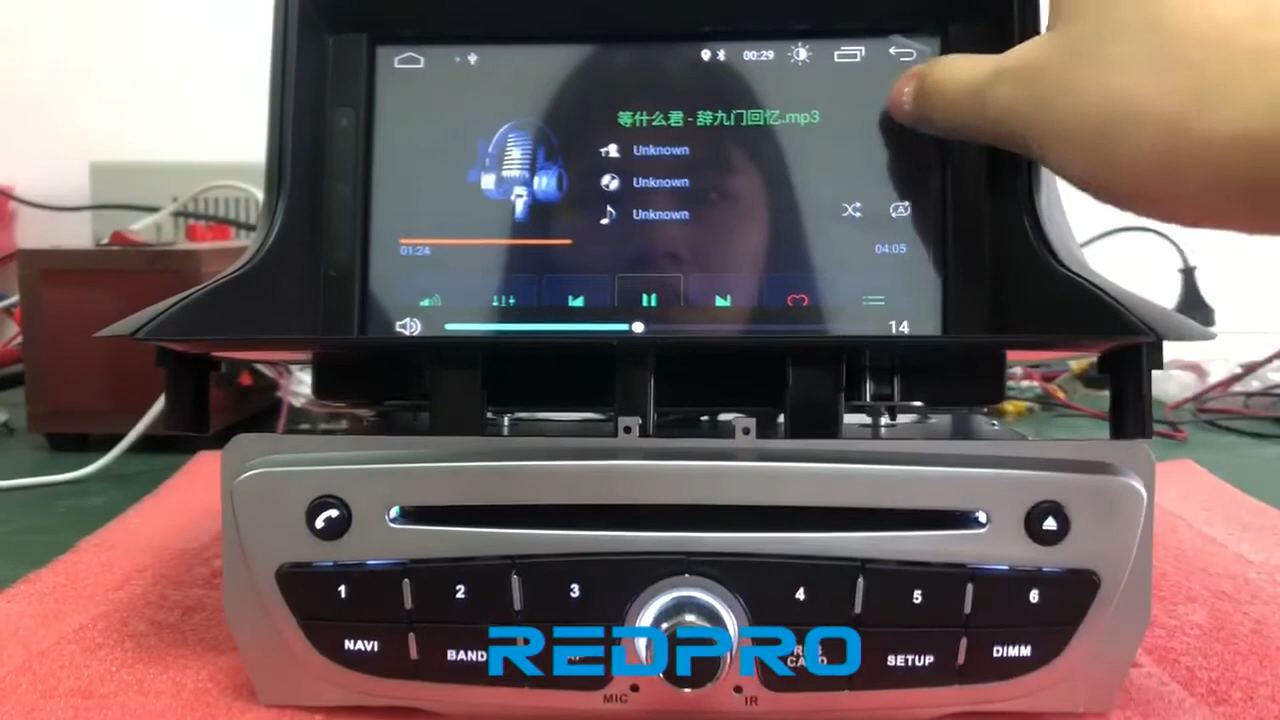 00:29
等什么君 - 辞九门回忆.mp3
Unknown
Unknown
Unknown
01:24
04:05
14
1
2
3
4
5
6
NAVI
BAND
SETUP
DIMM
REDPRO
MIC
IR